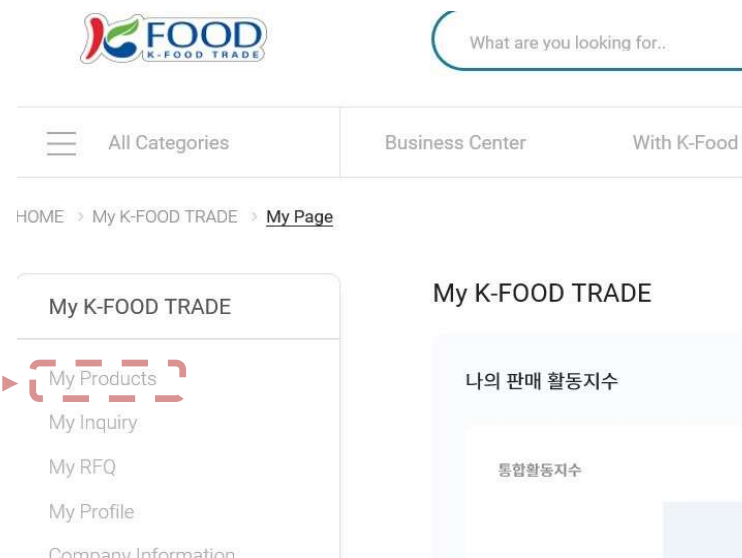 FOOD
K-FOOD TRADE
What are you looking for..
All Categories
Business Center
With K-Food
HOME > My K-FOOD TRADE > My Page
My K-FOOD TRADE
My Products
My Inquiry
My RFQ
My Profile
Company Information
My K-FOOD TRADE
나의 판매 활동지수
통합활동지수